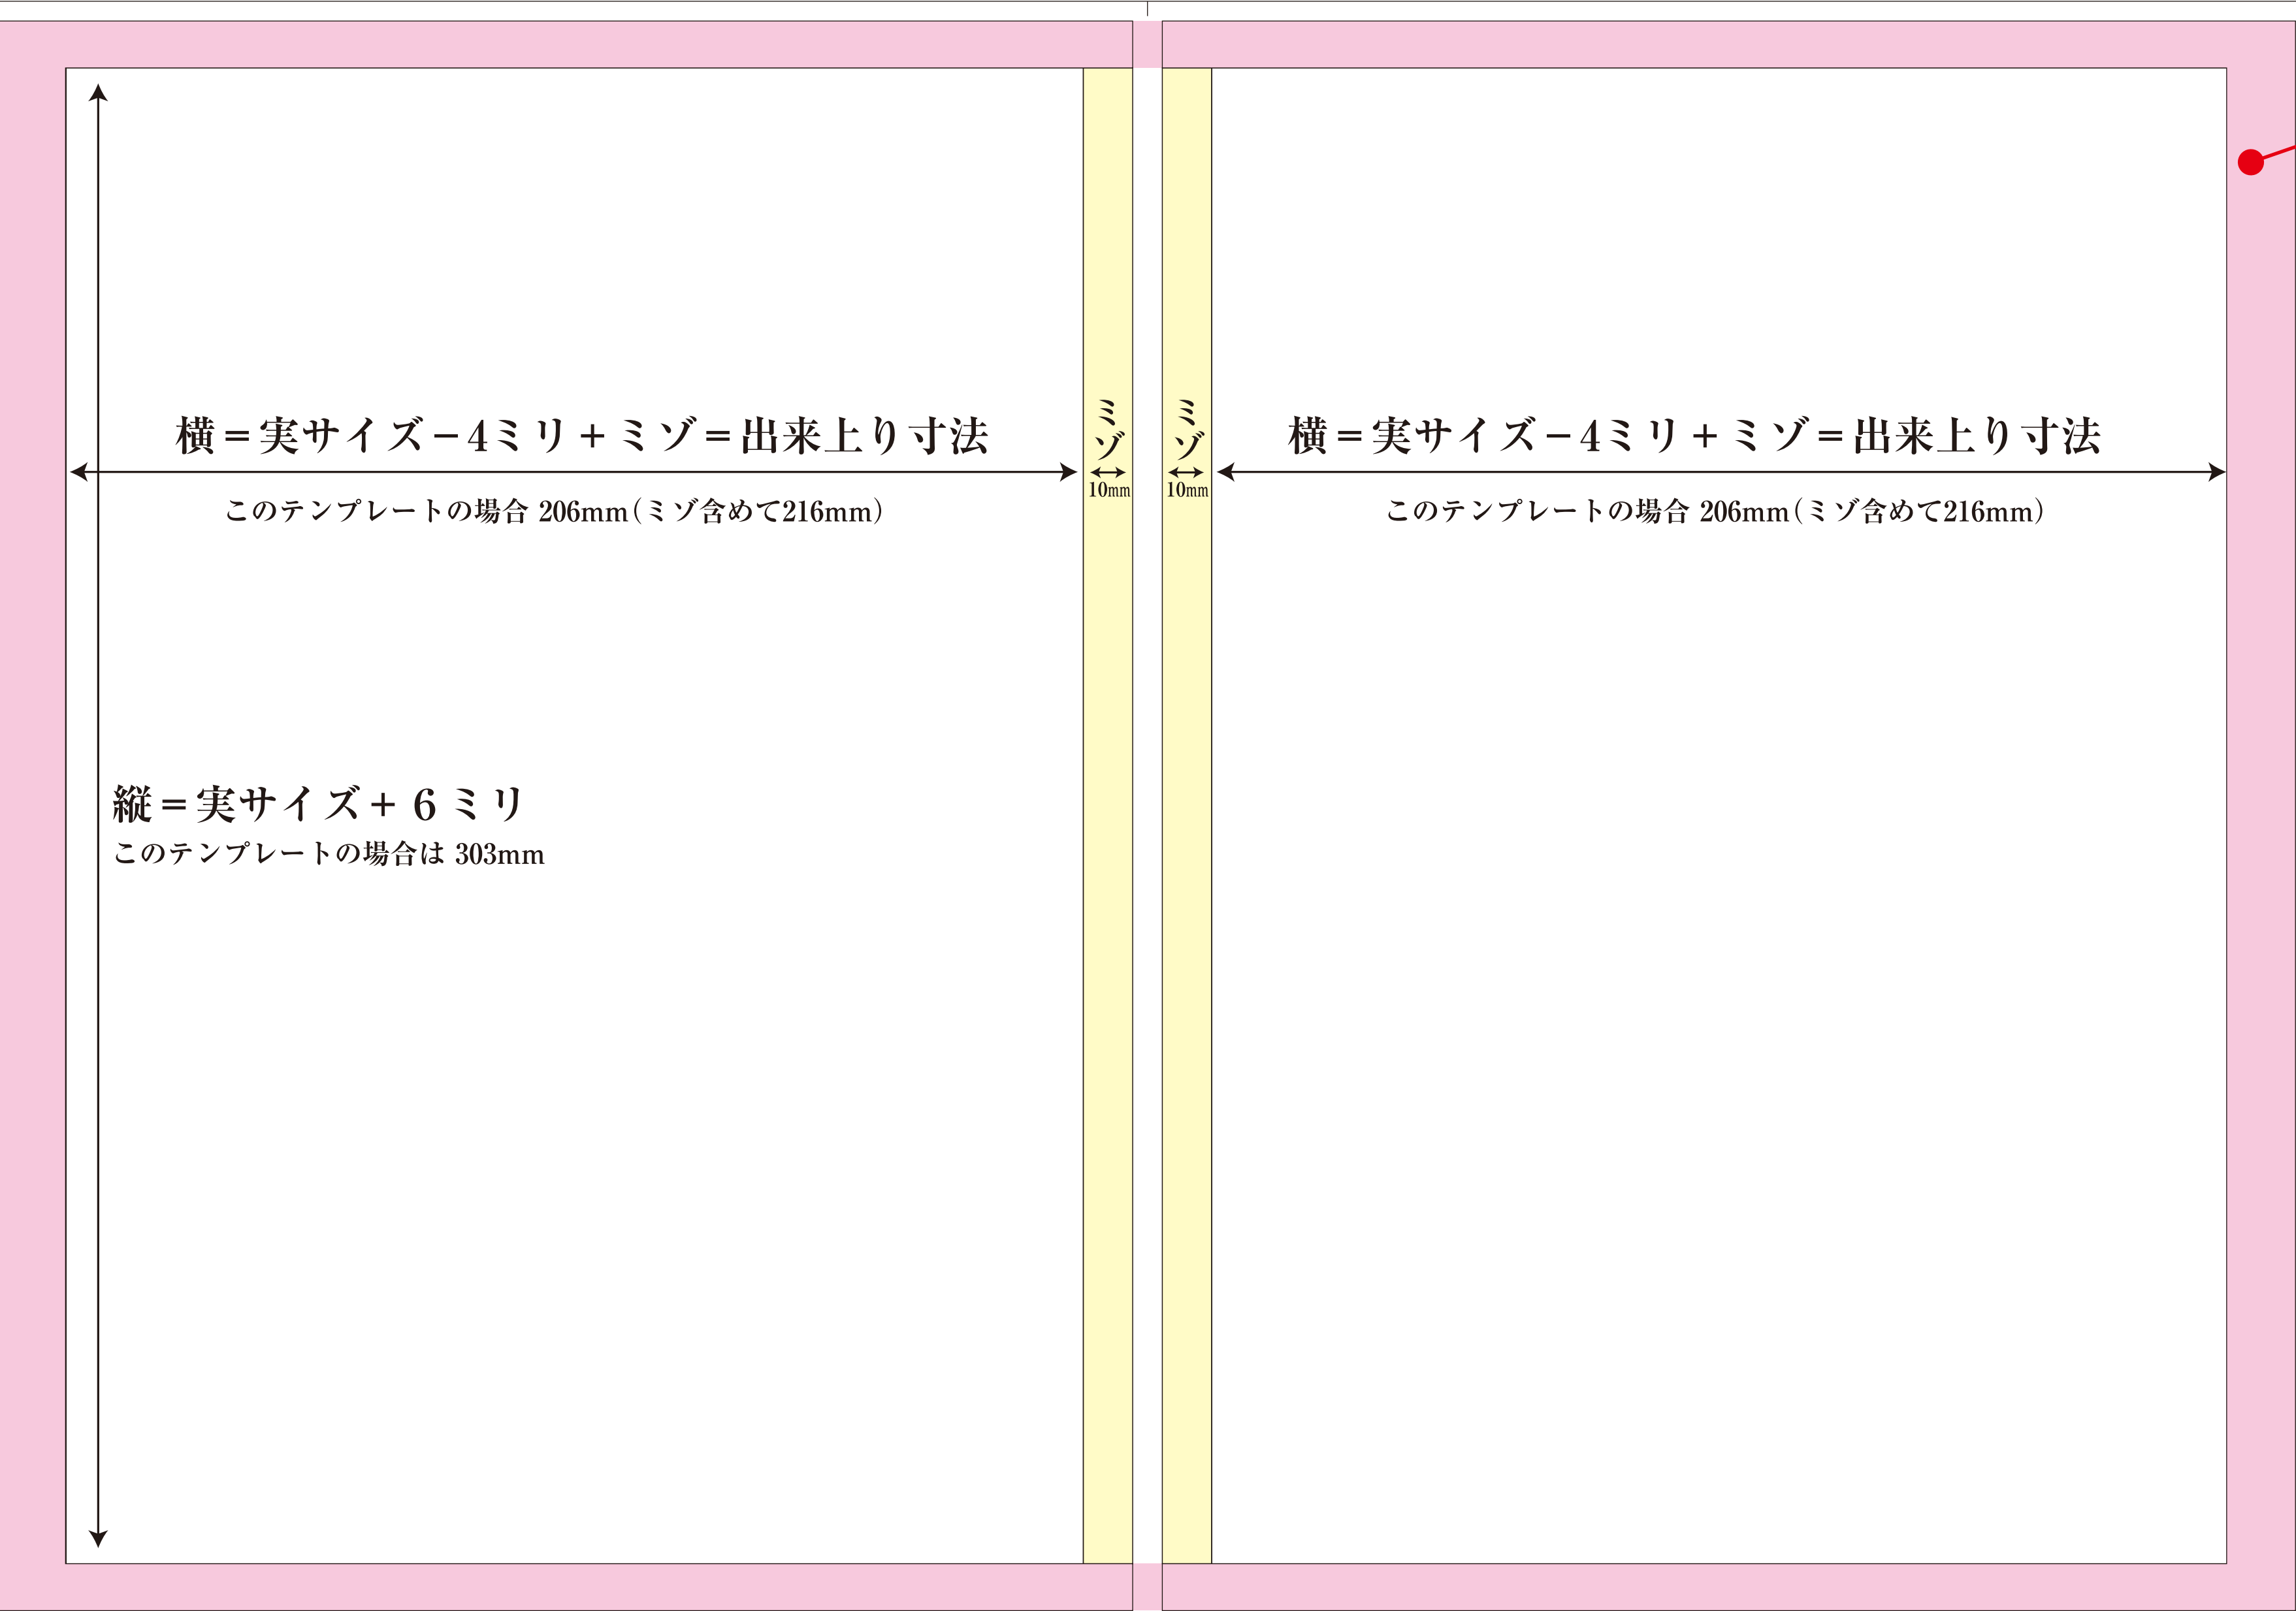 横＝実サイズ－4ミリ＋ミゾ＝出来上り寸法
このテンプレートの場合 206mm（ミゾ含めて216mm）
ミゾ
10mm
ミゾ
10mm
横＝実サイズ－4ミリ＋ミゾ＝出来上り寸法
このテンプレートの場合 206mm（ミゾ含めて216mm）
縦＝実サイズ＋ 6 ミリ
このテンプレートの場合は 303mm